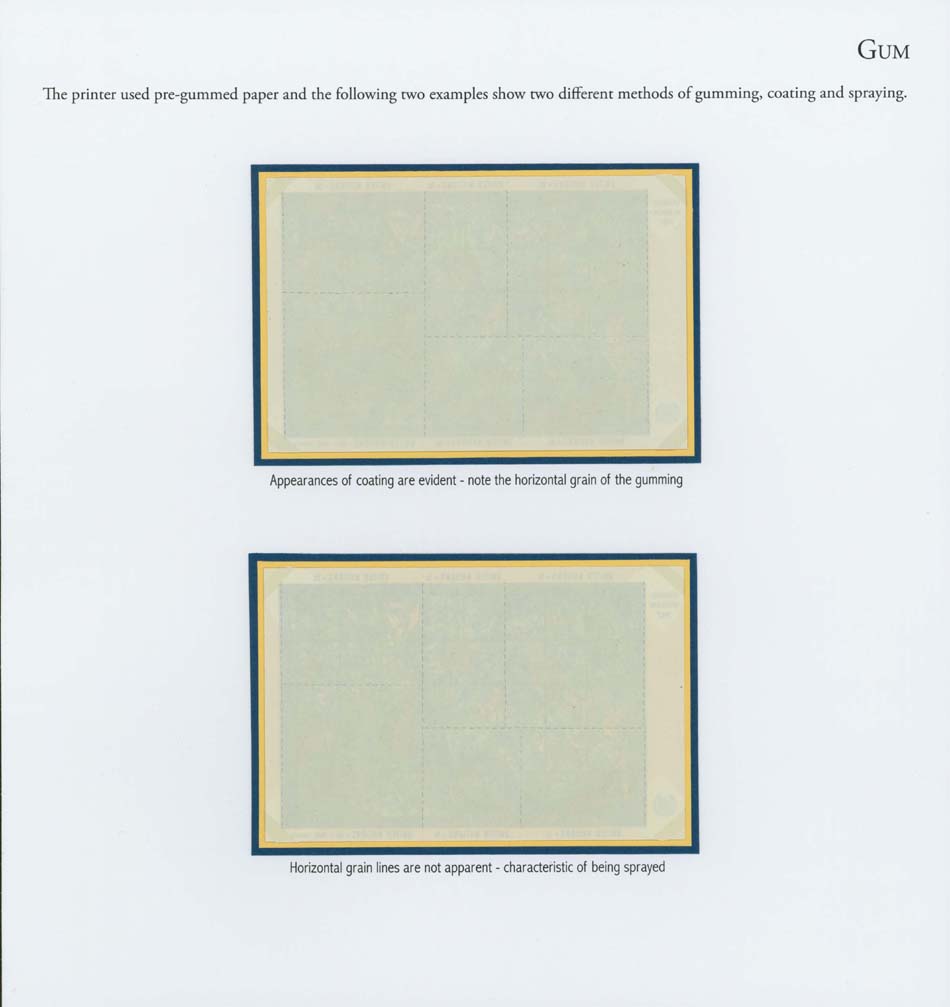 GUM
The printer used pre-gummed paper and the following two examples show two different methods of gumming, coating and spraying.
Appearances of coating are evident - note the horizontal grain of the gumming
Horizontal grain lines are not apparent - characteristic of being sprayed